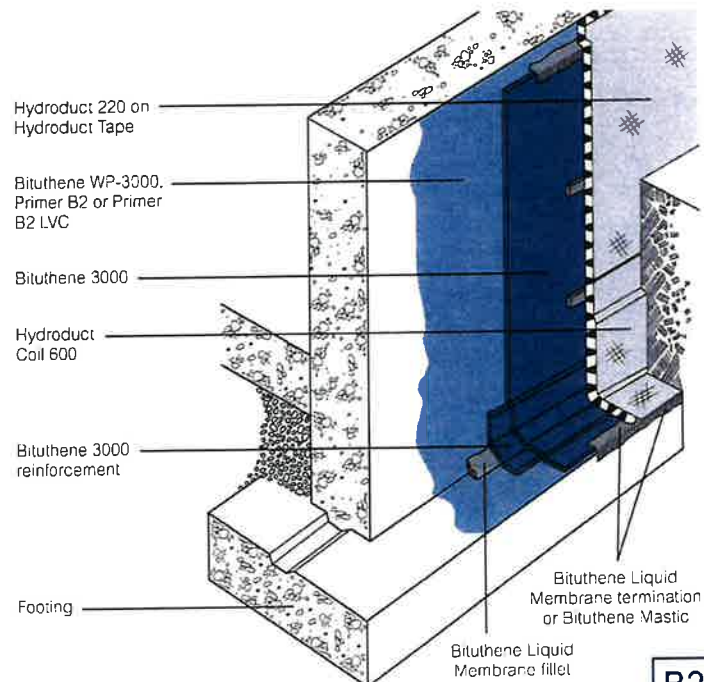 Hydroduct 220 on
Hydroduct Tape
Bituthene WP-3000,
Primer B2 or Primer
B2 LVC
Bituthene 3000
Hydroduct
Coil 600
Bituthene 3000
reinforcement
Footing
Bituthene Liquid
Membrane termination
or Bituthene Mastic
Bituthene Liquid
Membrane fillet
B2